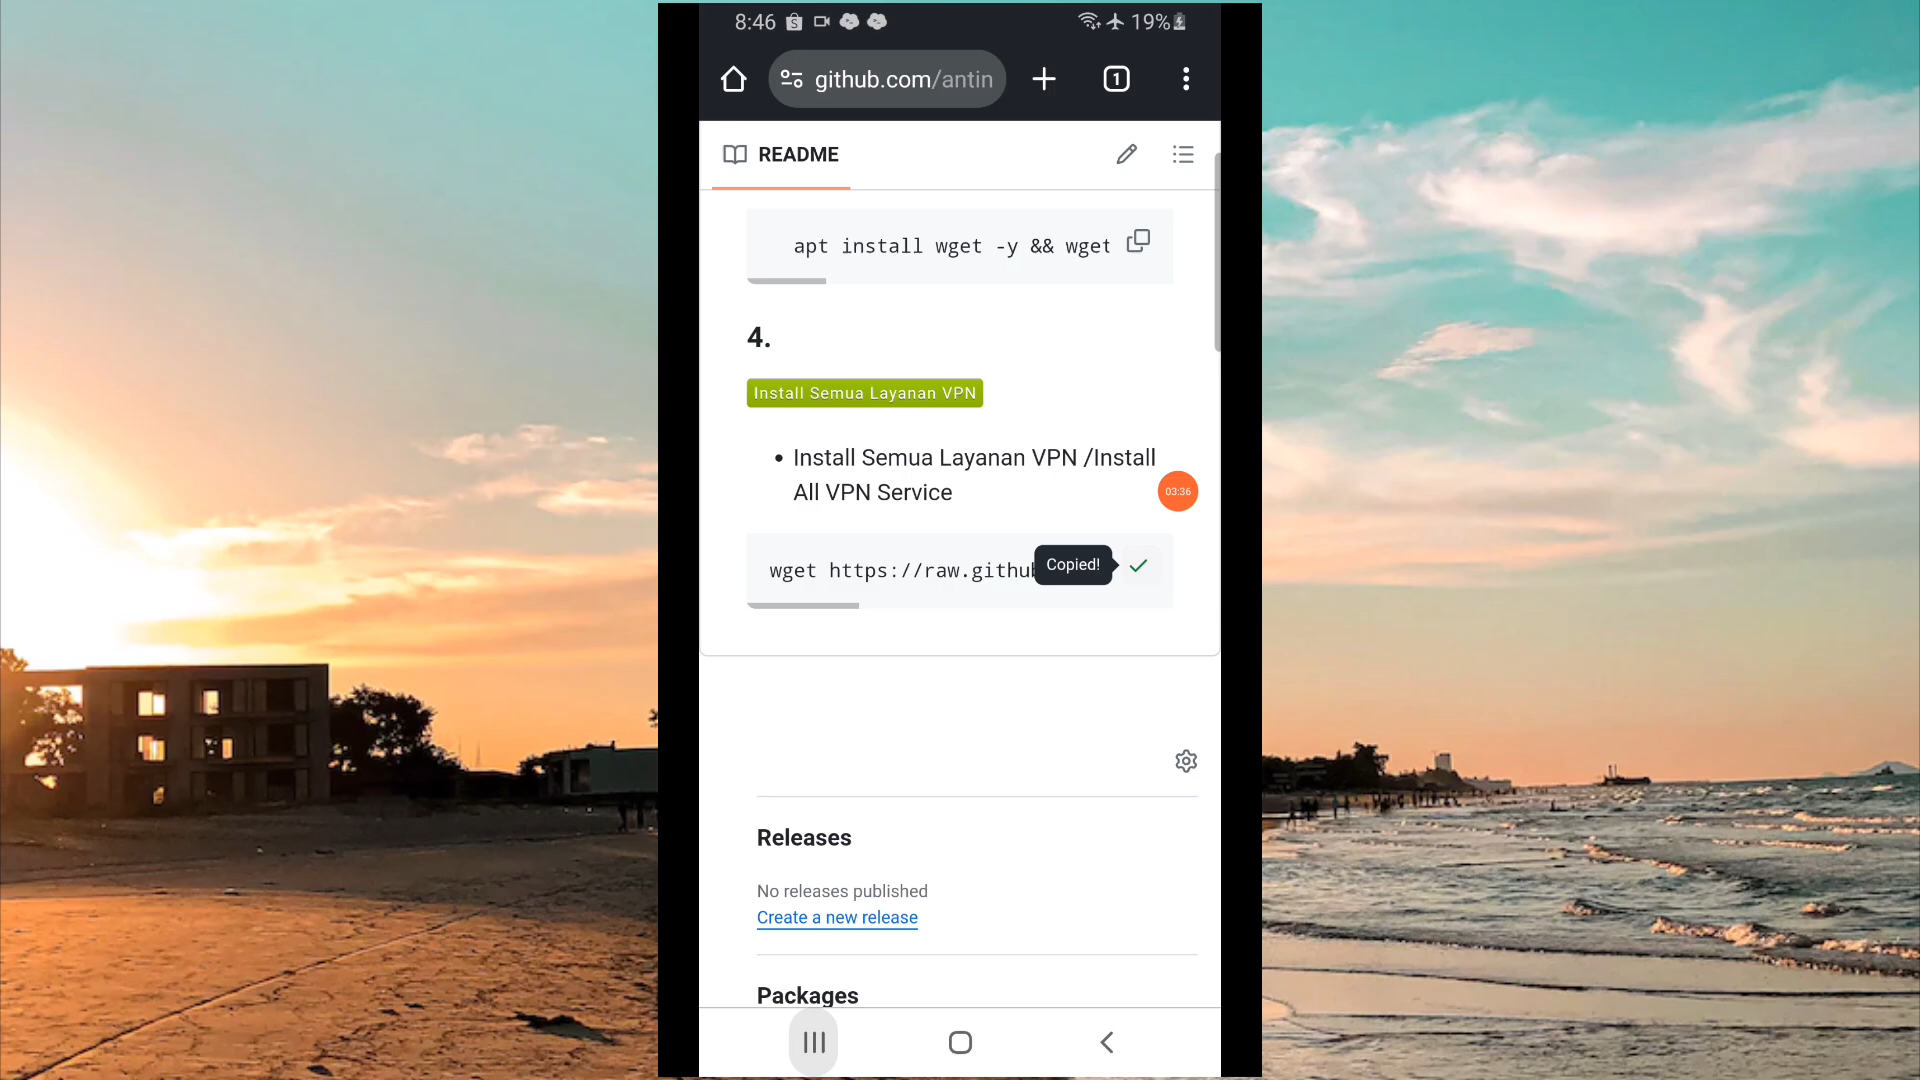 8:46
19%
github.com/antin
1
README
apt install wget -y && wget
4.
Install Semua Layanan VPN
• Install Semua Layanan VPN /Install
All VPN Service
03:36
wget https://raw.github
Copied!
Releases
No releases published
Create a new release
Packages